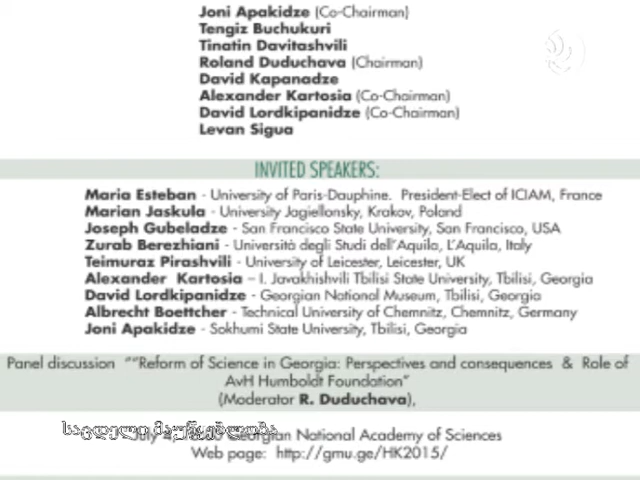 Joni Apakidze (Co-Chairman)
Tengiz Buchukuri
Tinatin Davitashvili
Roland Duduchava (Chairman)
David Kapanadze
Alexander Kartosia (Co-Chairman)
David Lordkipanidze (Co-Chairman)
Levan Sigua
INVITED SPEAKERS:
Maria Esteban - University of Paris-Dauphine. President-Elect of ICIAM, France
Marian Jaskula - University Jagiellonsky, Krakov, Poland
Joseph Gubeladze - San Francisco State University, San Francisco, USA
Zurab Berezhiani - Università degli Studi dell'Aquila, L'Aquila, Italy
Teimuraz Pirashvili - University of Leicester, Leicester, UK
Alexander Kartosia – I. Javakhishvili Tbilisi State University, Tbilisi, Georgia
David Lordkipanidze - Georgian National Museum, Tbilisi, Georgia
Albrecht Boettcher - Technical University of Chemnitz, Chemnitz, Germany
Joni Apakidze - Sokhumi State University, Tbilisi, Georgia
Panel discussion ""Reform of Science in Georgia: Perspectives and consequences & Role of
AvH Humboldt Foundation"
(Moderator R. Duduchava),
July Georgian National Academy of Sciences
Web page: http://gmu.ge/HK2015/